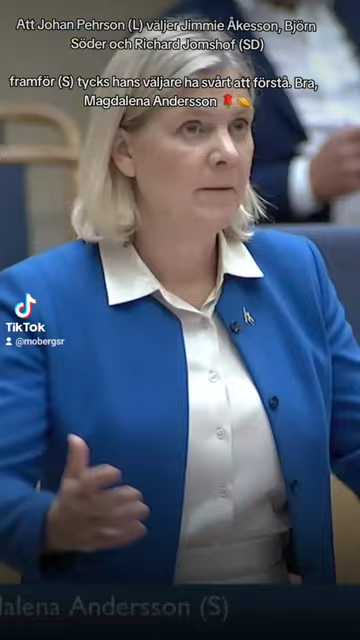 Att Johan Pehrson (L) väljer Jimmie Åkesson, Björn
Söder och Richard Jomshof (SD)
framför (S) tycks hans väljare ha svårt att förstå. Bra,
Magdalena Andersson 🌹💪
TikTok
@mobergsr
dalena Andersson (S)